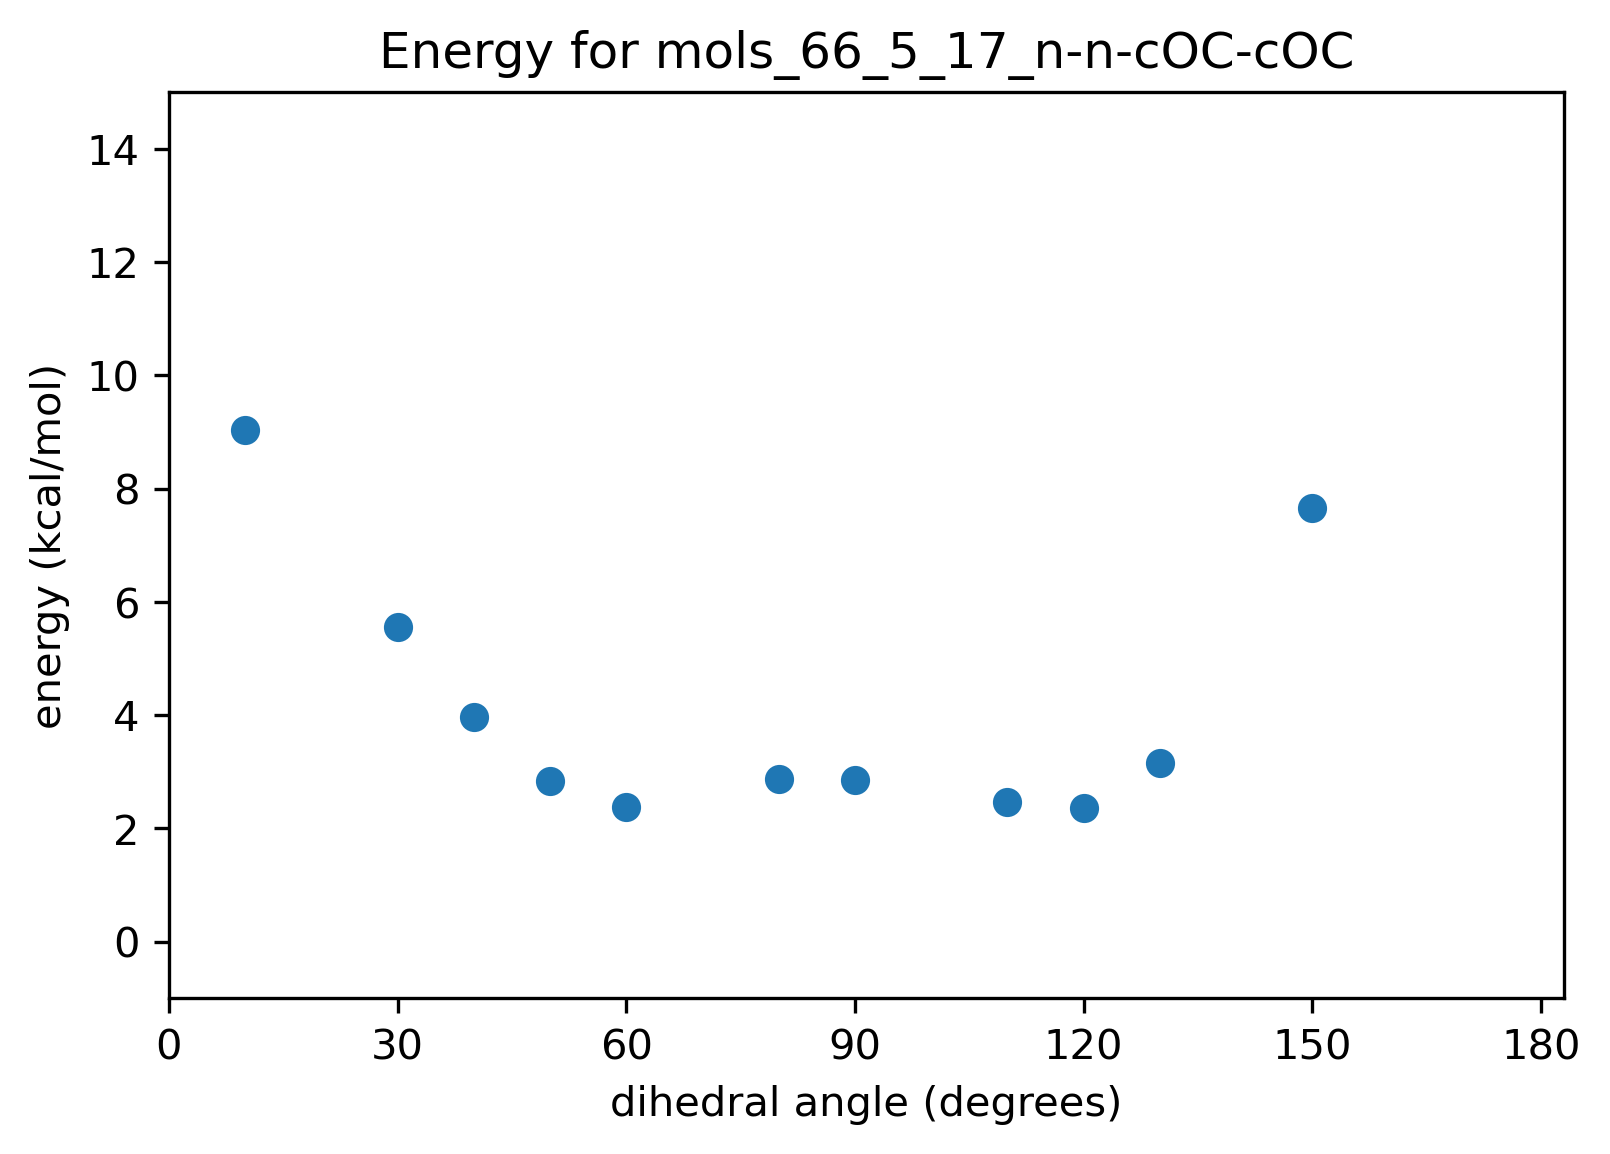 Energy for mols_66_5_17_n-n-cOC-cOC
14
12
10
8
6
4
2
0
energy (kcal/mol)
0 30 60 90 120 150 180
dihedral angle (degrees)